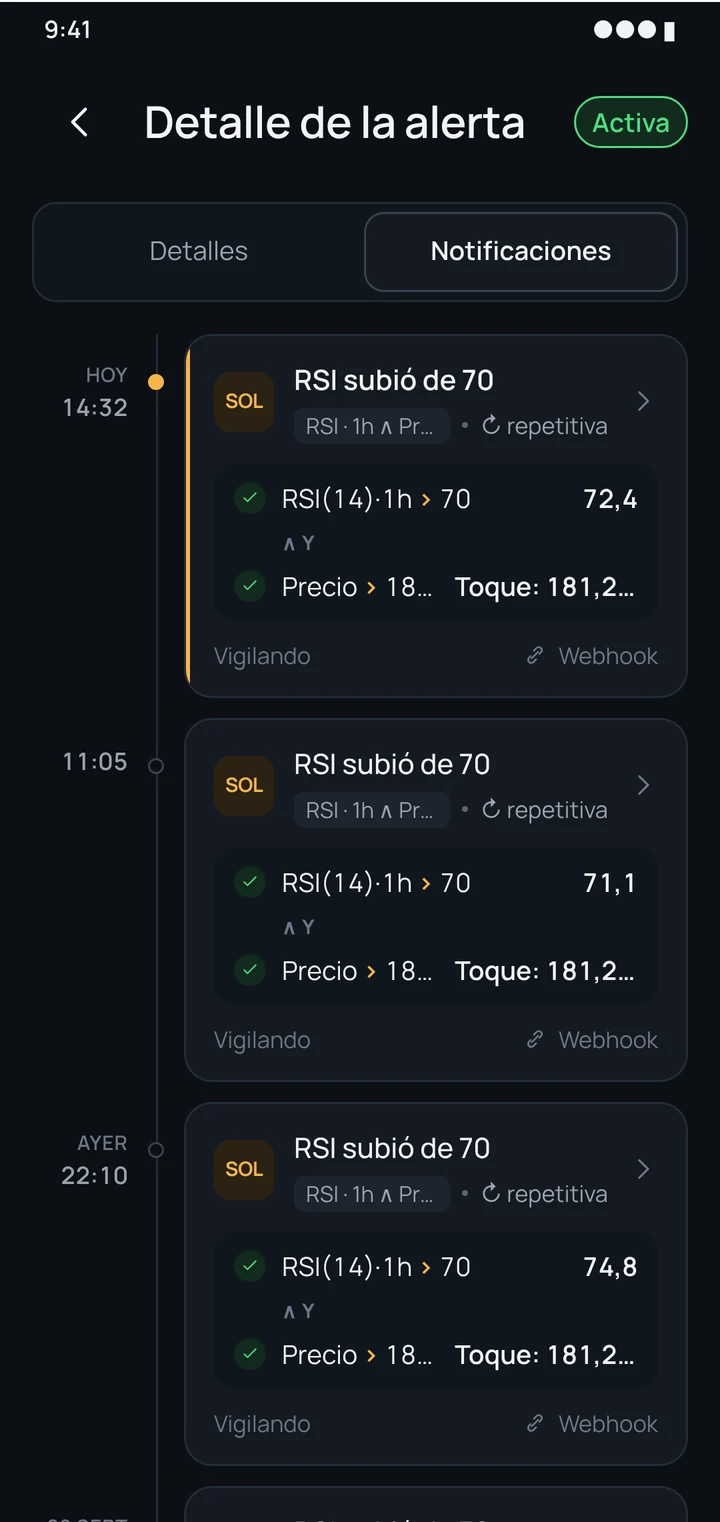 9:41
Detalle de la alerta
Activa
Detalles
Notificaciones
HOY
14:32
SOL
RSI subió de 70
RSI · 1h ∧ Pr...
• ↻ repetitiva
RSI(14)·1h > 70
72,4
∧ Y
Precio > 18...
Toque: 181,2...
Vigilando
Webhook
11:05
SOL
RSI subió de 70
RSI · 1h ∧ Pr...
• ↻ repetitiva
RSI(14)·1h > 70
71,1
∧ Y
Precio > 18...
Toque: 181,2...
Vigilando
Webhook
AYER
22:10
SOL
RSI subió de 70
RSI · 1h ∧ Pr...
• ↻ repetitiva
RSI(14)·1h > 70
74,8
∧ Y
Precio > 18...
Toque: 181,2...
Vigilando
Webhook